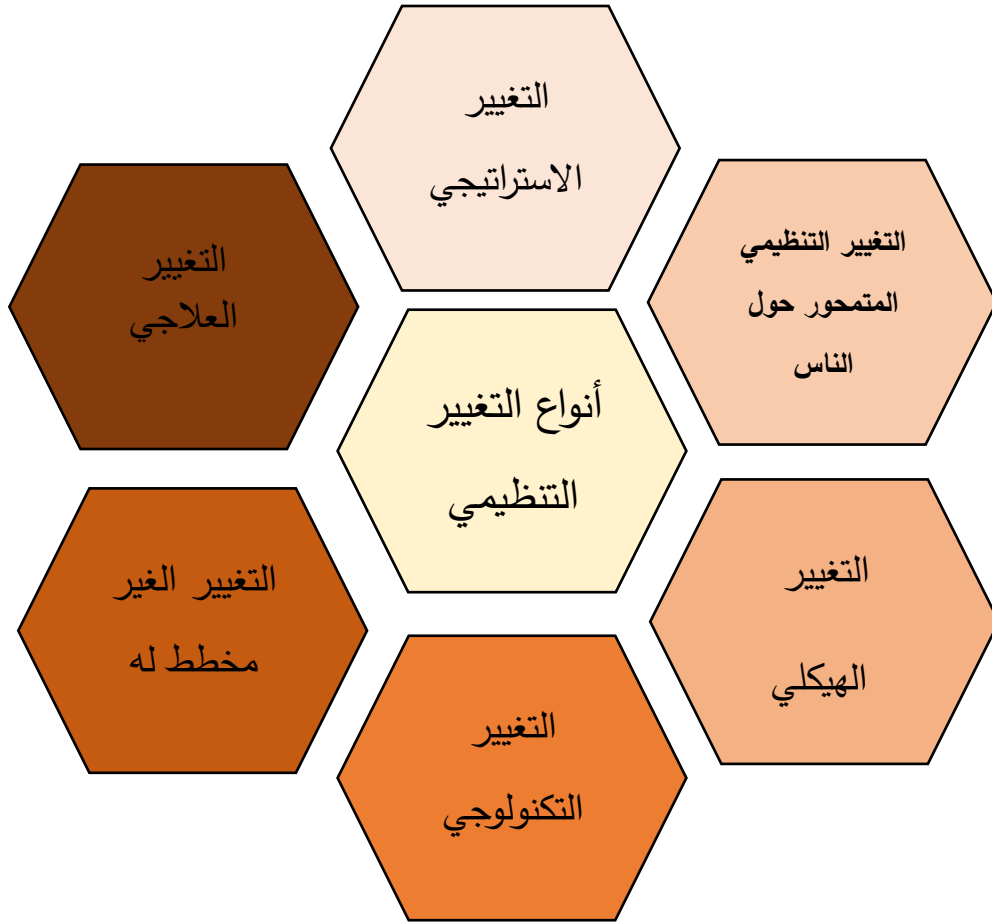 التغيير
الاستراتيجي
التغيير التنظيمي
المتمحور حول
الناس
التغيير
العلاجي
أنواع التغيير
التنظيمي
التغيير
الهيكلي
التغيير الغير
مخطط له
التغيير
التكنولوجي